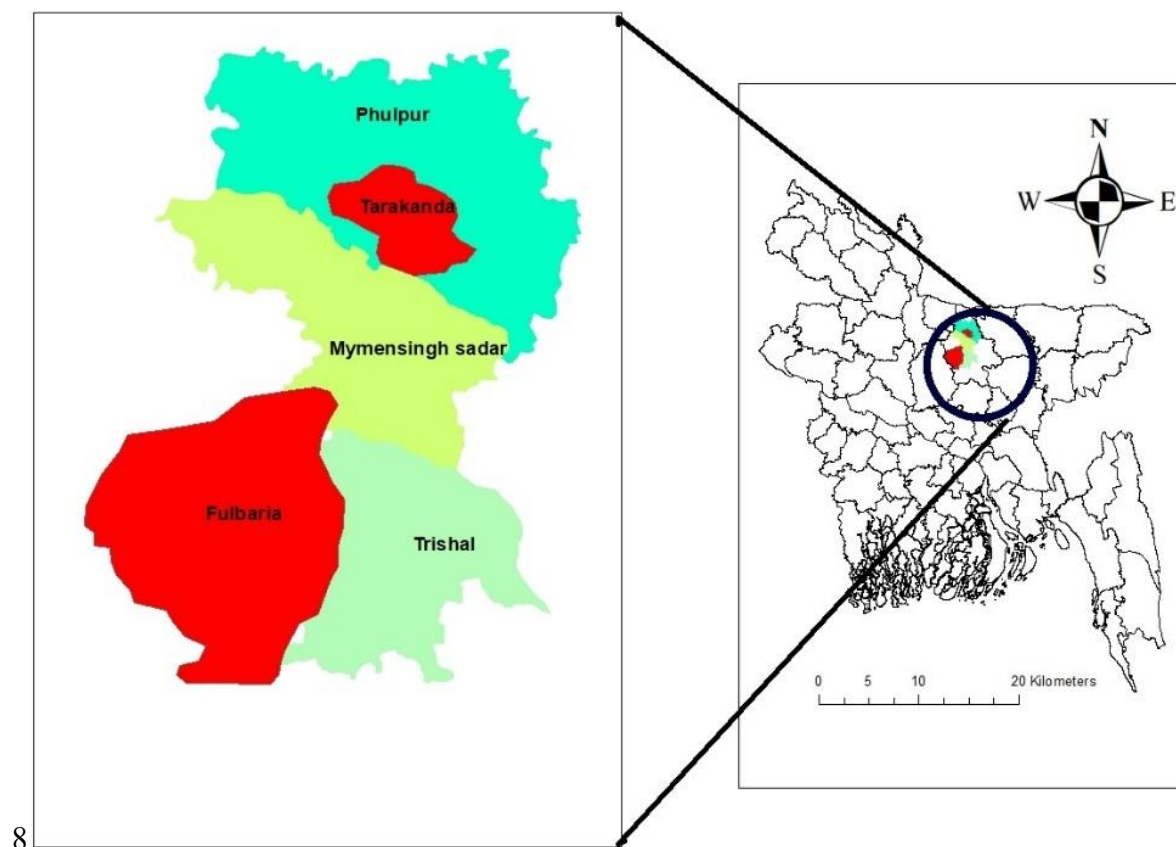 Phulpur
Tarakanda
Mymensingh sadar
Fulbaria
Trishal
8
N
W E
S
0 5 10 20 Kilometers